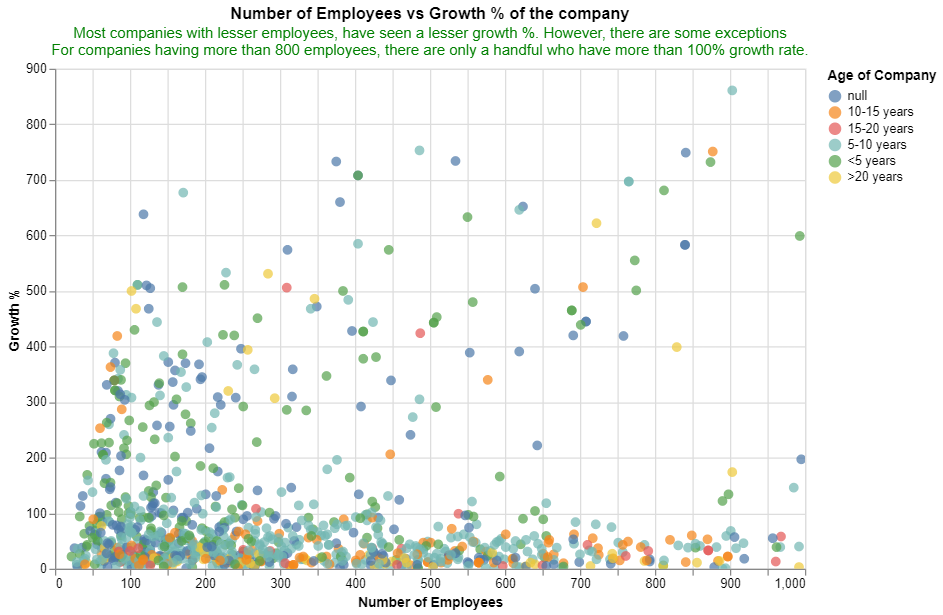 Number of Employees vs Growth % of the company
Most companies with lesser employees, have seen a lesser growth %. However, there are some exceptions
For companies having more than 800 employees, there are only a handful who have more than 100% growth rate.
Age of Company
null
10-15 years
15-20 years
5-10 years
<5 years
>20 years
Growth %
900
800
700
600
500
400
300
200
100
0
0 100 200 300 400 500 600 700 800 900 1,000
Number of Employees